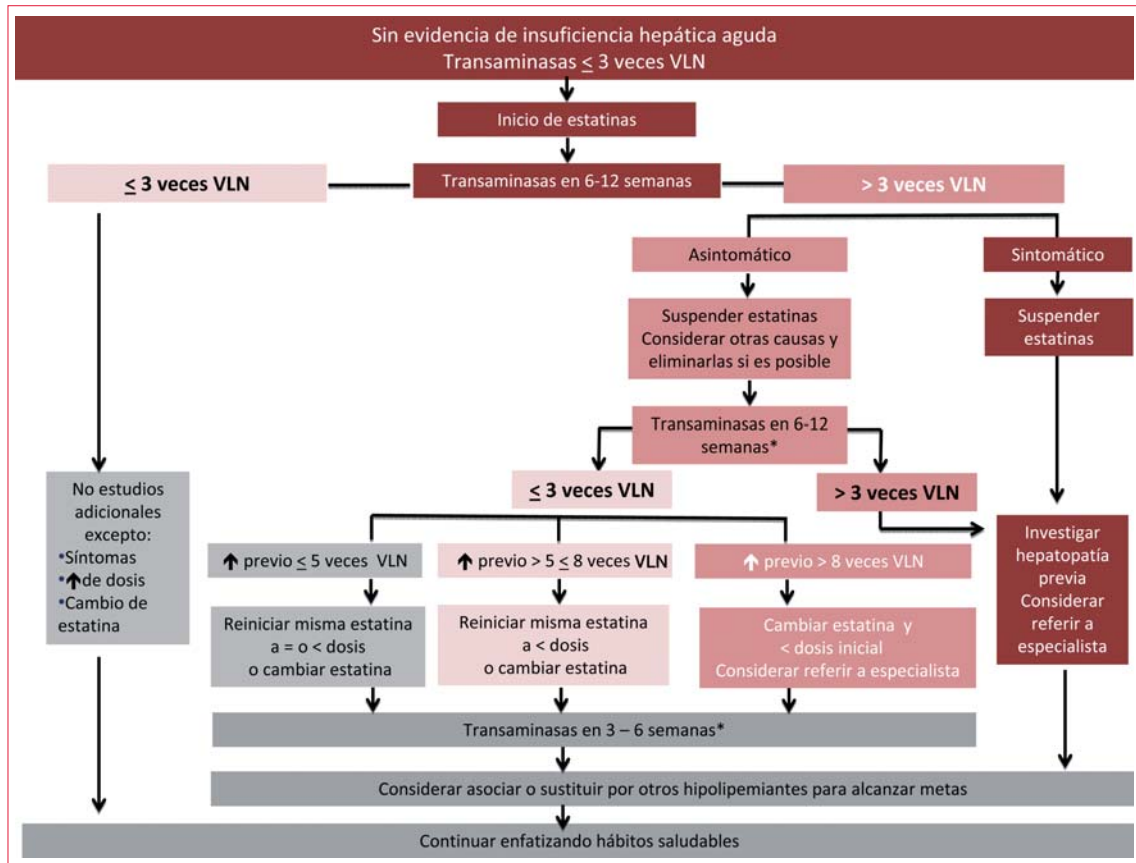 Sin evidencia de insuficiencia hepática aguda
Transaminasas ≤ 3 veces VLN
Inicio de estatinas
≤ 3 veces VLN
Transaminasas en 6-12 semanas
> 3 veces VLN
Asintomático
Sintomático
Suspender estatinas
Considerar otras causas y
eliminarlas si es posible
Suspender
estatinas
Transaminasas en 6-12
semanas*
≤ 3 veces VLN
> 3 veces VLN
No estudios
adicionales
excepto:
•Síntomas
•↑de dosis
•Cambio de
estatina
↑ previo ≤ 5 veces VLN
↑ previo > 5 ≤ 8 veces VLN
↑ previo > 8 veces VLN
Investigar
hepatopatía
previa
Considerar
referir a
especialista
Reiniciar misma estatina
a = o < dosis
o cambiar estatina
Reiniciar misma estatina
a < dosis
o cambiar estatina
Cambiar estatina y
< dosis inicial
Considerar referir a especialista
Transaminasas en 3 – 6 semanas*
Considerar asociar o sustituir por otros hipolipemiantes para alcanzar metas
Continuar enfatizando hábitos saludables